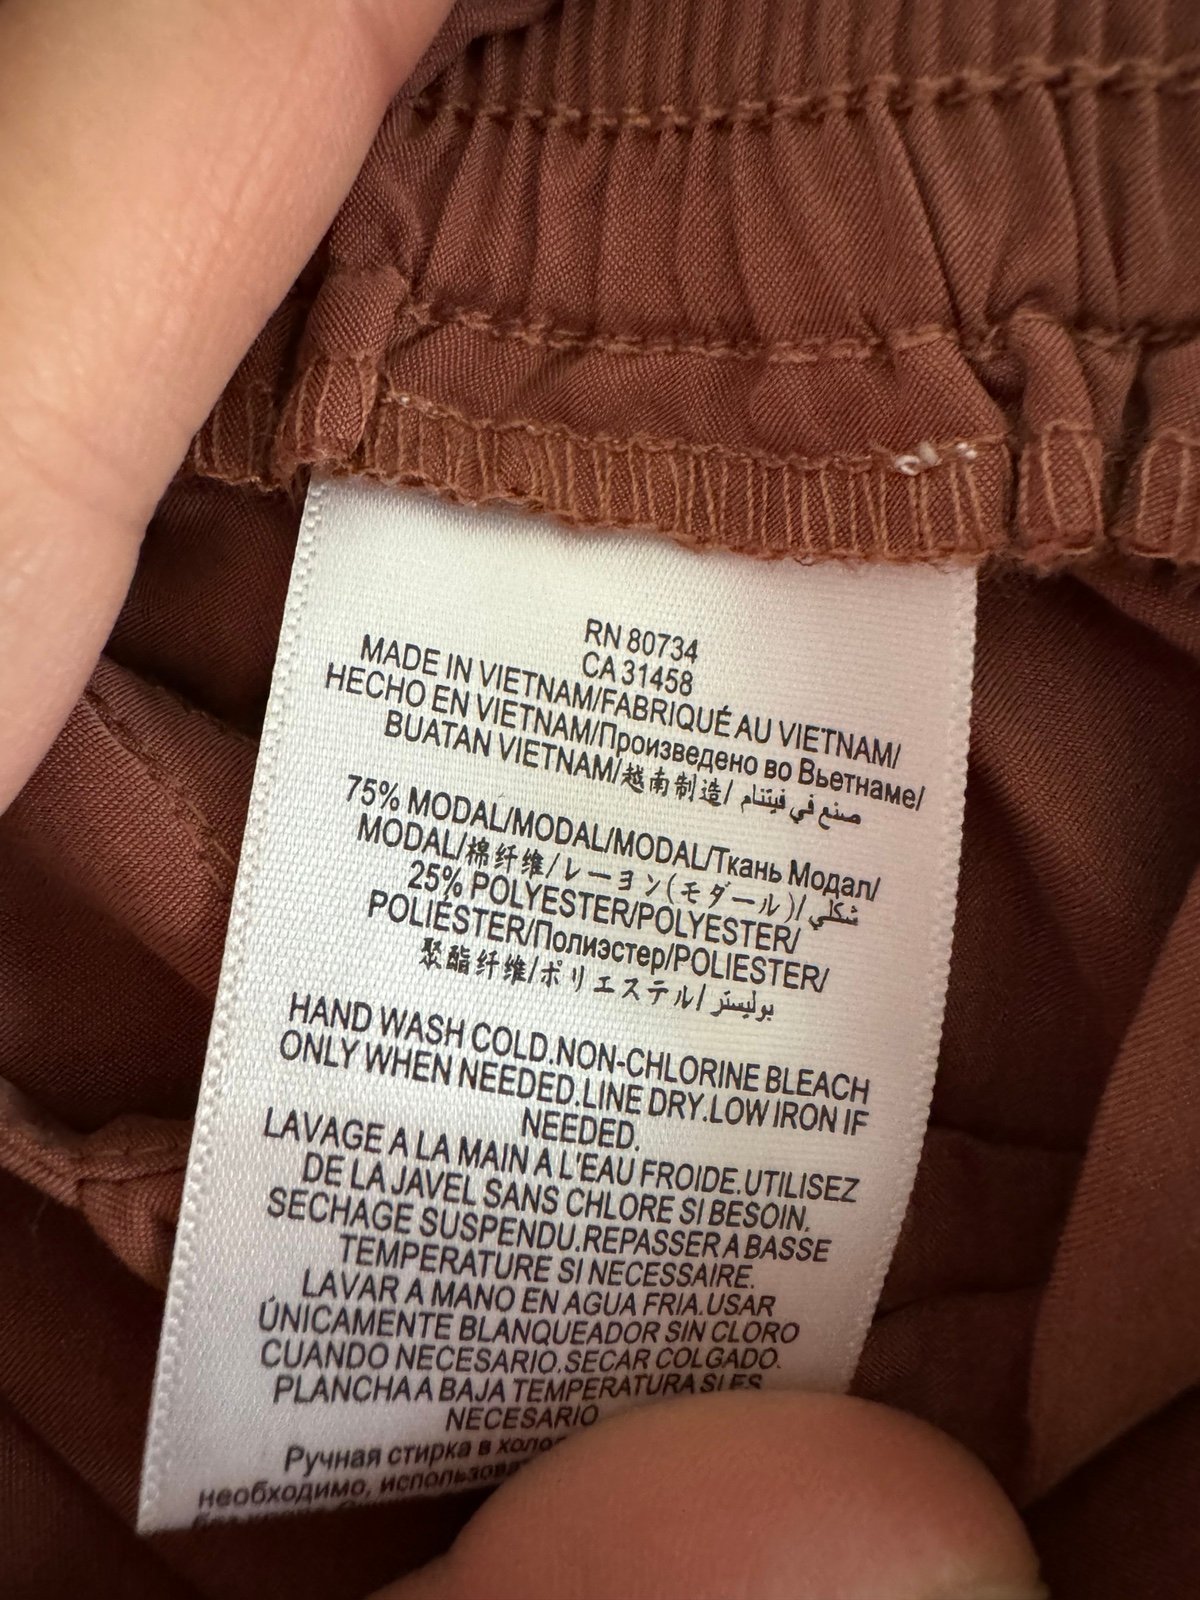 RN 80734
CA 31458
MADE IN VIETNAM/FABRIQUÉ AU VIETNAM/
HECHO EN VIETNAM/Произведено во Вьетнаме/
BUATAN VIETNAM/越南制造/ صنع في فيتنام
75% MODAL/MODAL/MODAL/Ткань Модал/
MODAL/棉纤维/レーヨン(モダール)/شكلي
25% POLYESTER/POLYESTER/
POLIÉSTER/Полиэстер/POLIESTER/
聚酯纤维/ポリエステル/بوليستر
HAND WASH COLD.NON-CHLORINE BLEACH
ONLY WHEN NEEDED.LINE DRY.LOW IRON IF
NEEDED.
LAVAGE A LA MAIN A L'EAU FROIDE.UTILISEZ
DE LA JAVEL SANS CHLORE SI BESOIN.
SECHAGE SUSPENDU.REPASSER A BASSE
TEMPERATURE SI NECESSAIRE.
LAVAR A MANO EN AGUA FRIA.USAR
ÚNICAMENTE BLANQUEADOR SIN CLORO
CUANDO NECESARIO.SECAR COLGADO.
PLANCHA A BAJA TEMPERATURA SI ES
NECESARIO
Ручная стирка в
необходимо,